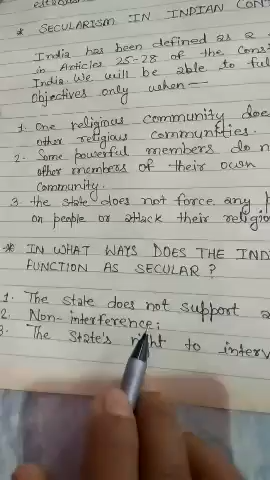 * SECULARISM IN INDIAN CON
India has been defined as a
in Articles 25-28 of the Cons
India. We will be able to ful
objectives only when —
1. One religious community doe
other religious communities.
2. Some powerful members do n
other members of their own
community.
3. the state does not force any
on people or attack their religio
* IN WHAT WAYS DOES THE IND
FUNCTION AS SECULAR ?
1. The state does not support a
2. Non-interference;
3. The State's right to interv